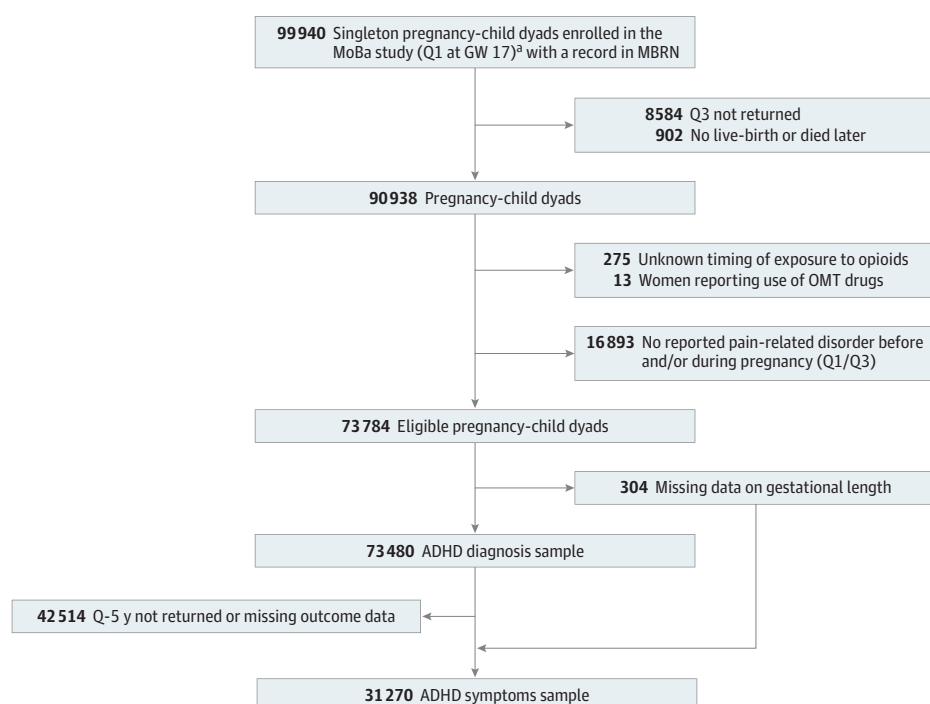 99940 Singleton pregnancy-child dyads enrolled in the
MoBa study (Q1 at GW 17)a with a record in MBRN
8584 Q3 not returned
902 No live-birth or died later
90938 Pregnancy-child dyads
275 Unknown timing of exposure to opioids
13 Women reporting use of OMT drugs
16893 No reported pain-related disorder before
and/or during pregnancy (Q1/Q3)
73784 Eligible pregnancy-child dyads
304 Missing data on gestational length
73480 ADHD diagnosis sample
42514 Q-5 y not returned or missing outcome data
31270 ADHD symptoms sample